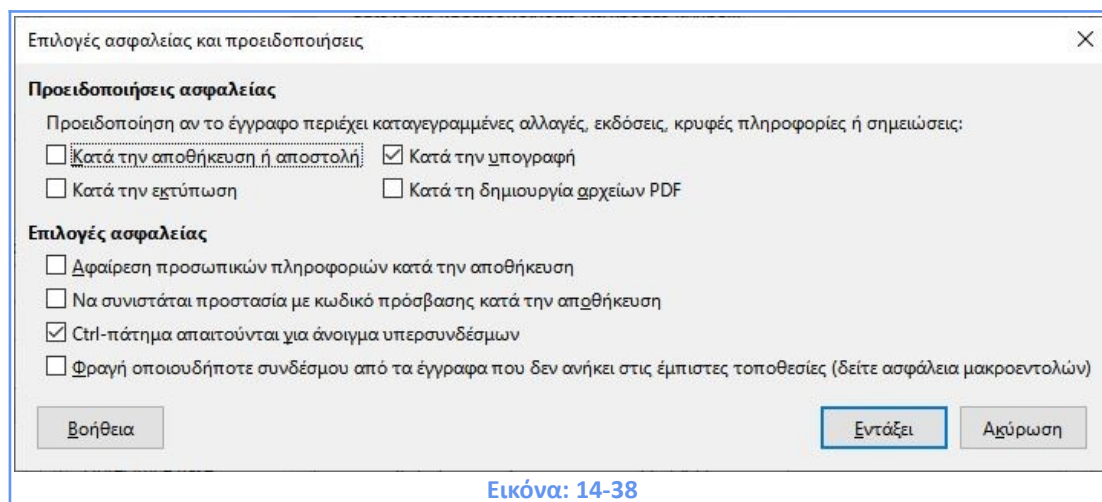 Επιλογές ασφαλείας και προειδοποιήσεις
Προειδοποιήσεις ασφαλείας
Προειδοποίηση αν το έγγραφο περιέχει καταγεγραμμένες αλλαγές, εκδόσεις, κρυφές πληροφορίες ή σημειώσεις:
Κατά την αποθήκευση ή αποστολή Κατά την υπογραφή
Κατά την εκτύπωση Κατά τη δημιουργία αρχείων PDF
Επιλογές ασφαλείας
Αφαίρεση προσωπικών πληροφοριών κατά την αποθήκευση
Να συνιστάται προστασία με κωδικό πρόσβασης κατά την αποθήκευση
Ctrl-πάτημα απαιτούνται για άνοιγμα υπερσυνδέσμων
Φραγή οποιουδήποτε συνδέσμου από τα έγγραφα που δεν ανήκει στις έμπιστες τοποθεσίες (δείτε ασφάλεια μακροεντολών)
Βοήθεια Εντάξει Ακύρωση
Εικόνα: 14-38